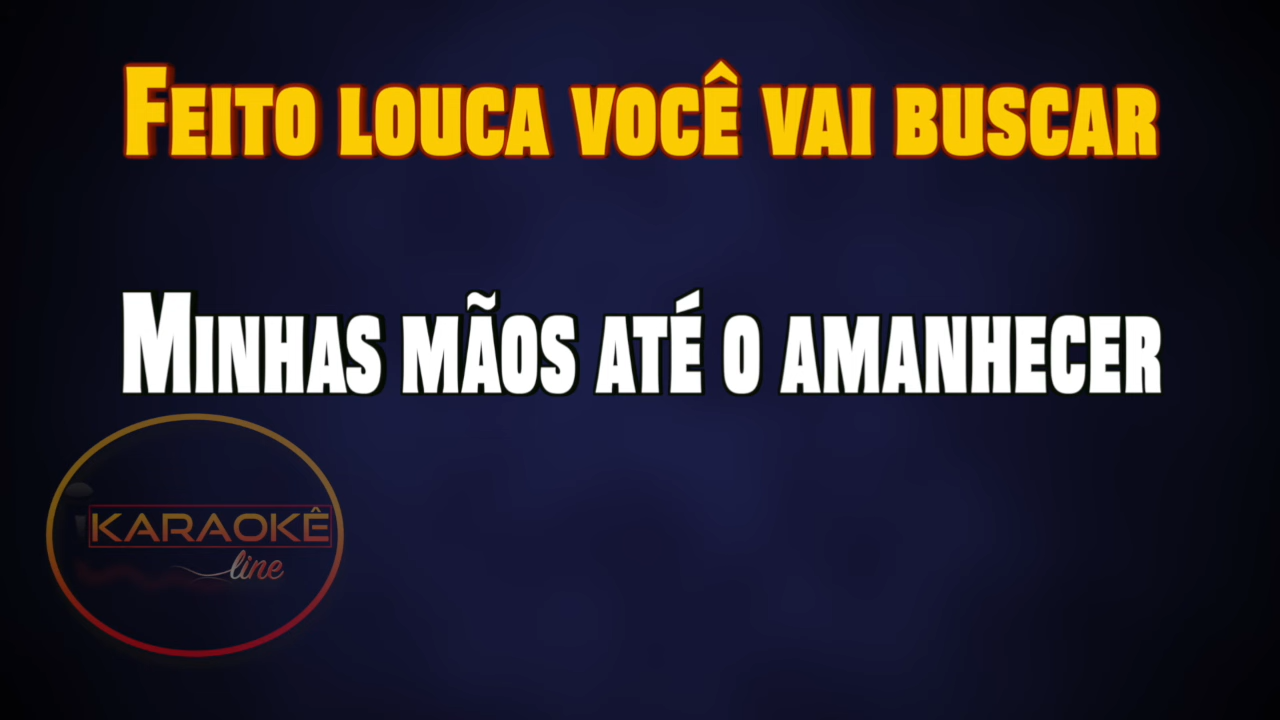 Feito louca você vai buscar
Minhas mãos até o amanhecer
KARAOKÊ
line